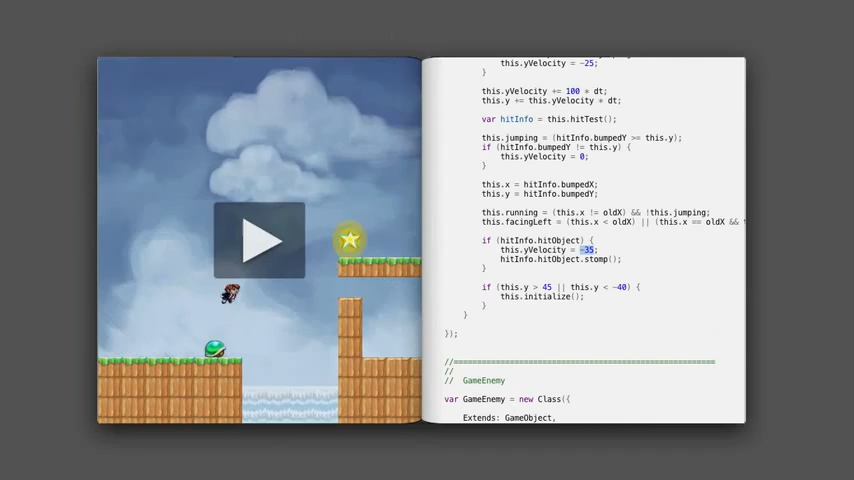 this.yVelocity = -25;
}
this.yVelocity += 100 * dt;
this.y += this.yVelocity * dt;
var hitInfo = this.hitTest();
this.jumping = (hitInfo.bumpedY >= this.y);
if (hitInfo.bumpedY != this.y) {
this.yVelocity = 0;
}
this.x = hitInfo.bumpedX;
this.y = hitInfo.bumpedY;
this.running = (this.x != oldX) && !this.jumping;
this.facingLeft = (this.x < oldX) || (this.x == oldX &&
if (hitInfo.hitObject) {
this.yVelocity = -35;
hitInfo.hitObject.stomp();
}
if (this.y > 45 || this.y < -40) {
this.initialize();
}
}
});
//=======================================================
//
// GameEnemy
var GameEnemy = new Class({
Extends: GameObject,